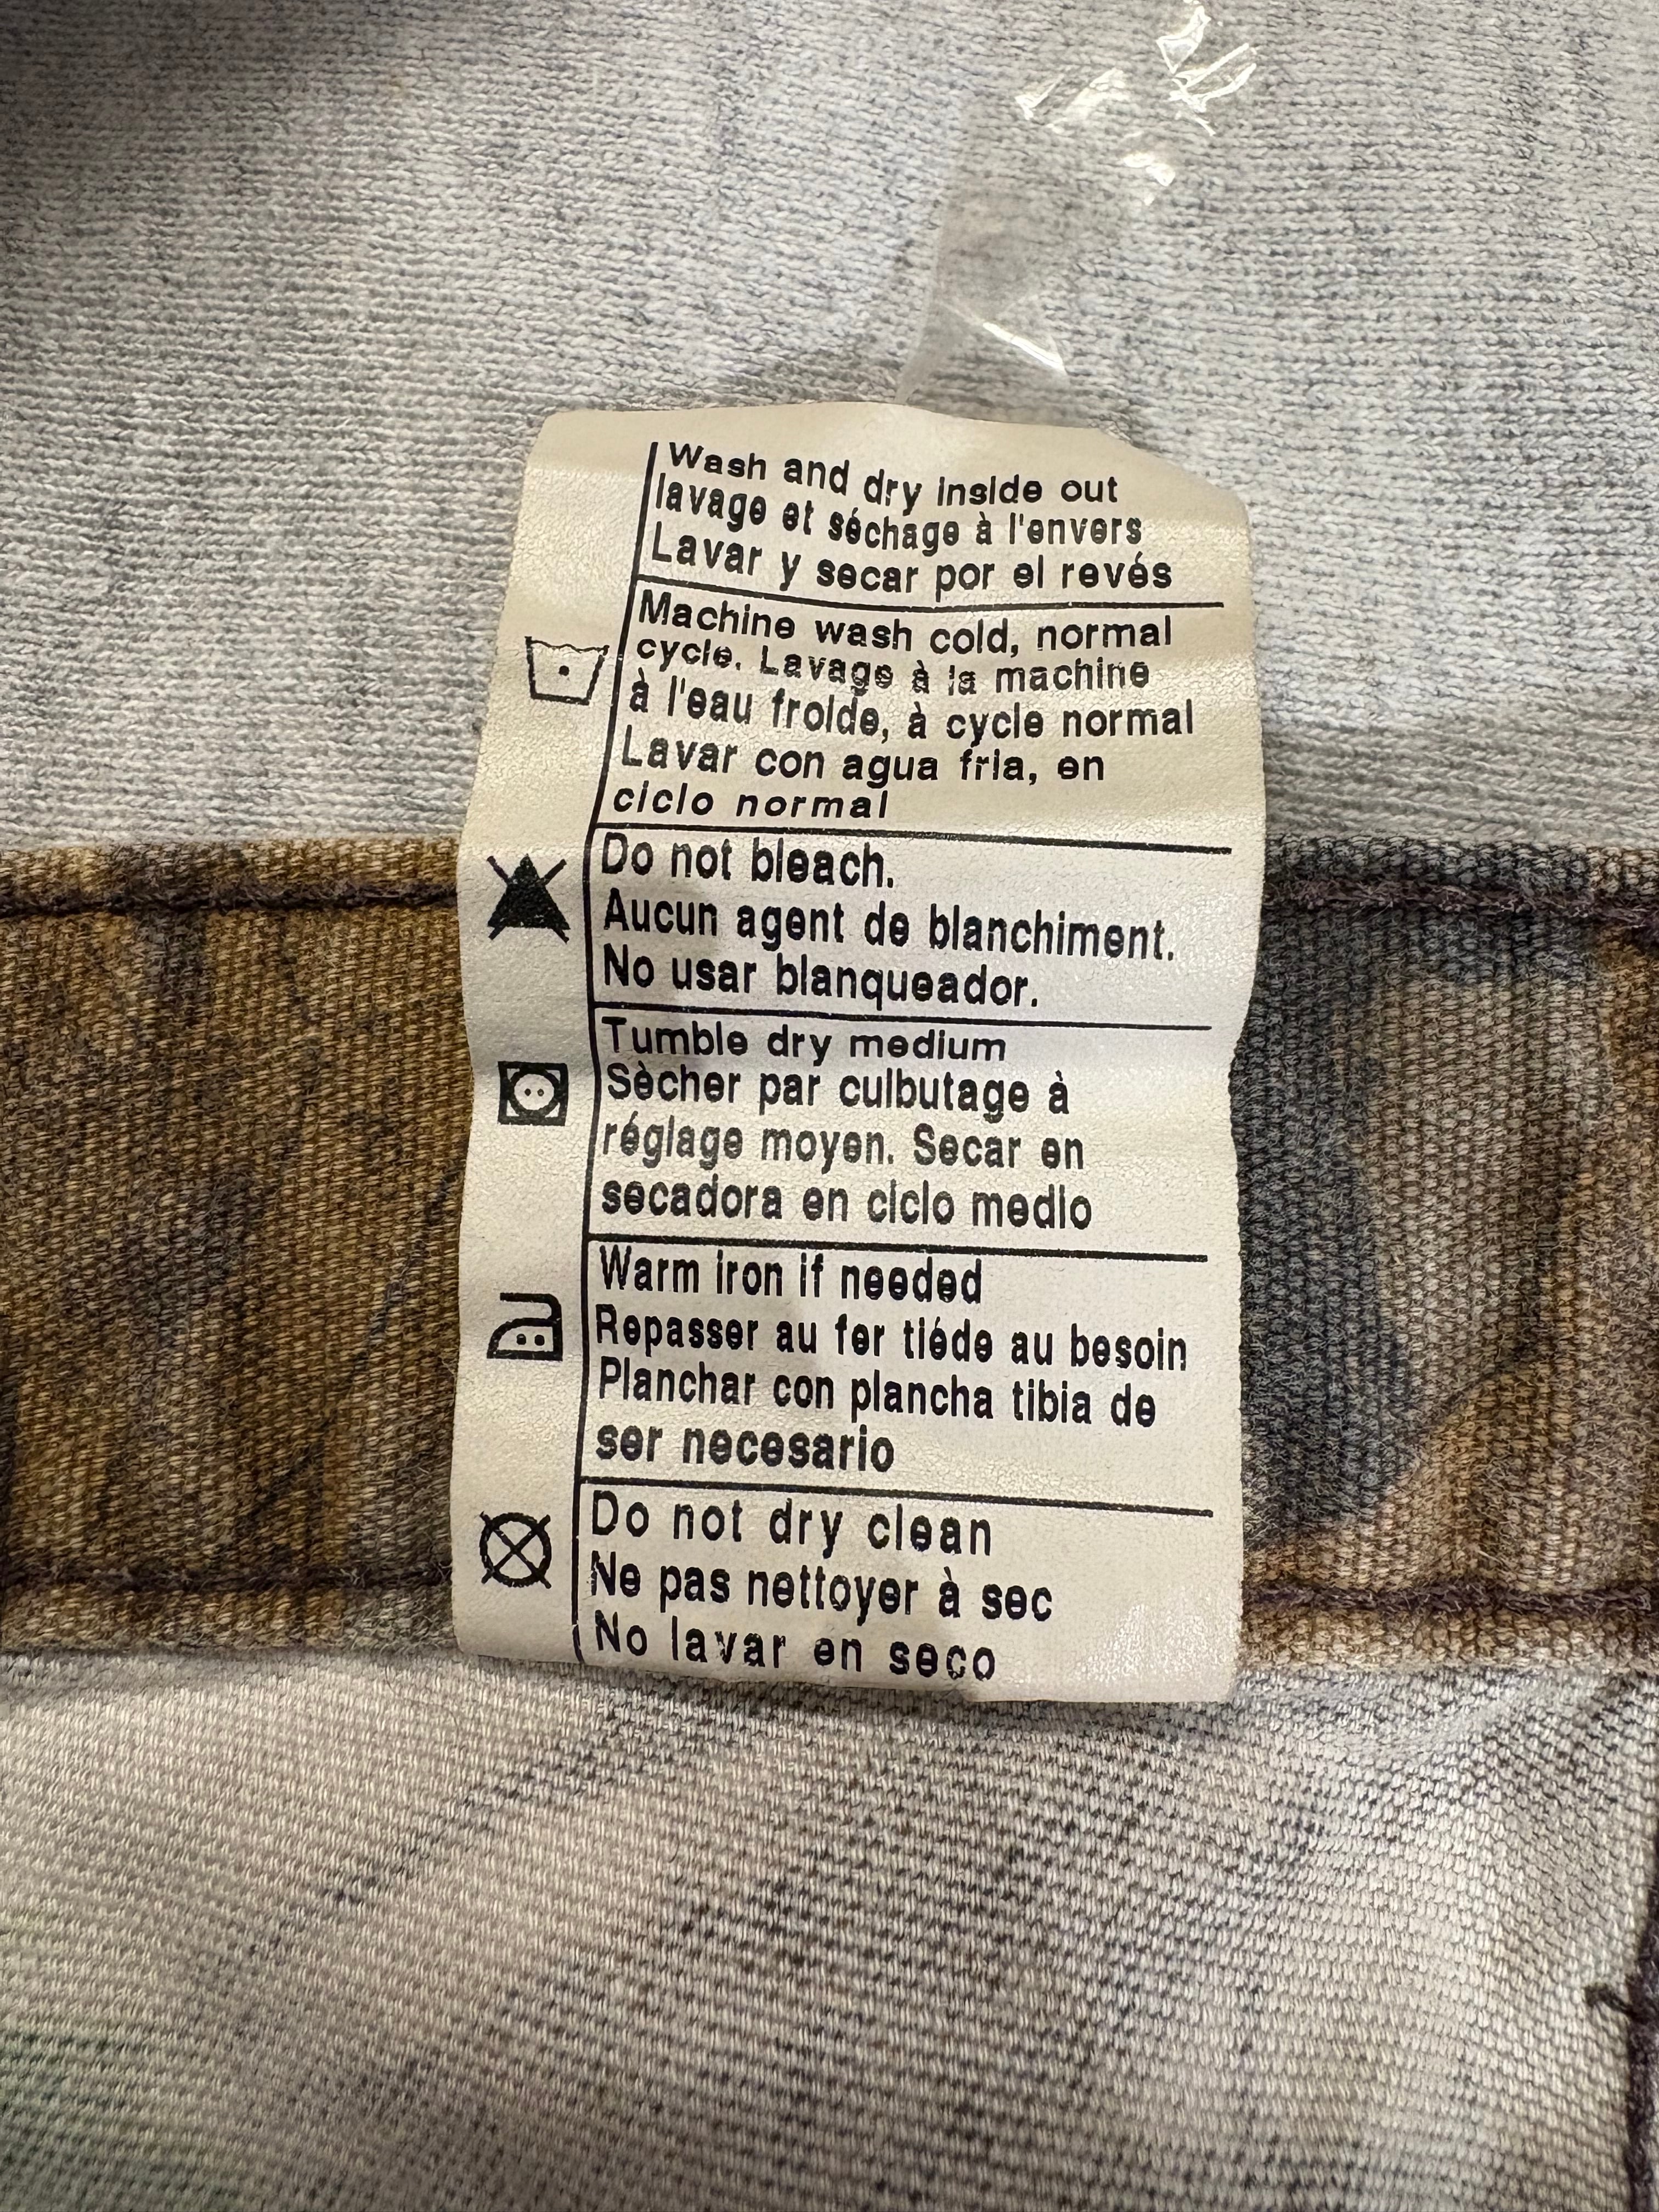 Wash and dry inside out
lavage et séchage à l'envers
Lavar y secar por el revés
Machine wash cold, normal
cycle. Lavage à la machine
à l'eau froide, à cycle normal
Lavar con agua fria, en
ciclo normal
Do not bleach.
Aucun agent de blanchiment.
No usar blanqueador.
Tumble dry medium
Sècher par culbutage à
réglage moyen. Secar en
secadora en ciclo medio
Warm iron if needed
Repasser au fer tiéde au besoin
Planchar con plancha tibia de
ser necesario
Do not dry clean
Ne pas nettoyer à sec
No lavar en seco